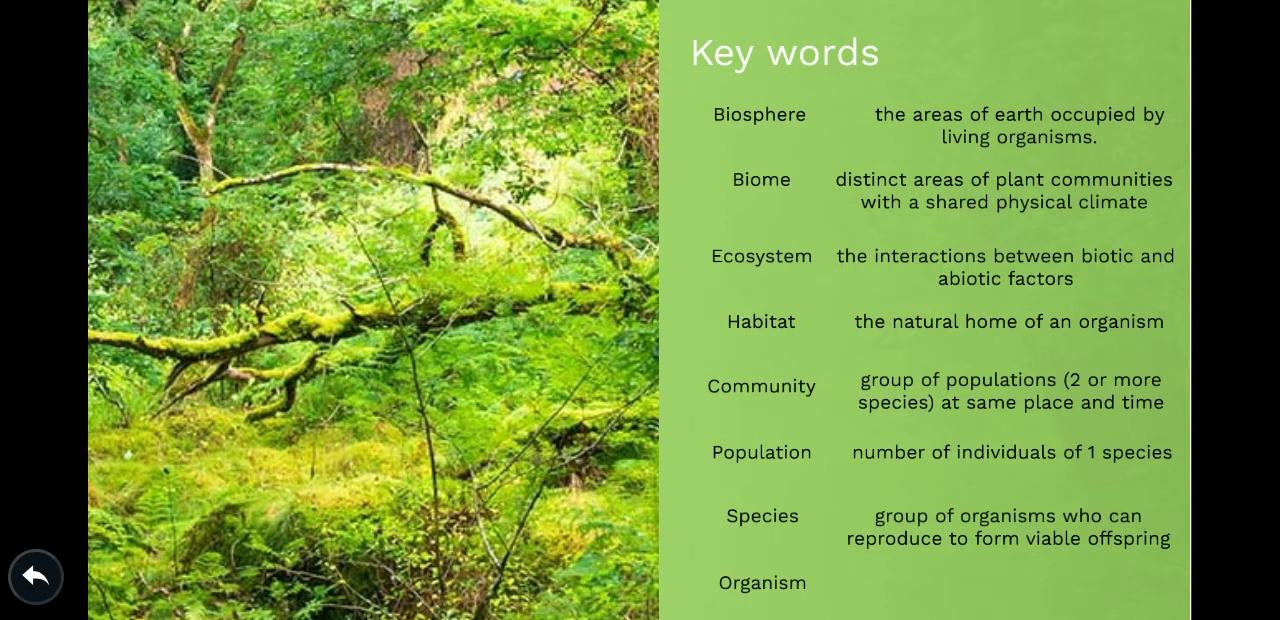 Key words
Biosphere
the areas of earth occupied by
living organisms.
Biome
distinct areas of plant communities
with a shared physical climate
Ecosystem
the interactions between biotic and
abiotic factors
Habitat
the natural home of an organism
Community
group of populations (2 or more
species) at same place and time
Population
number of individuals of 1 species
Species
group of organisms who can
reproduce to form viable offspring
Organism